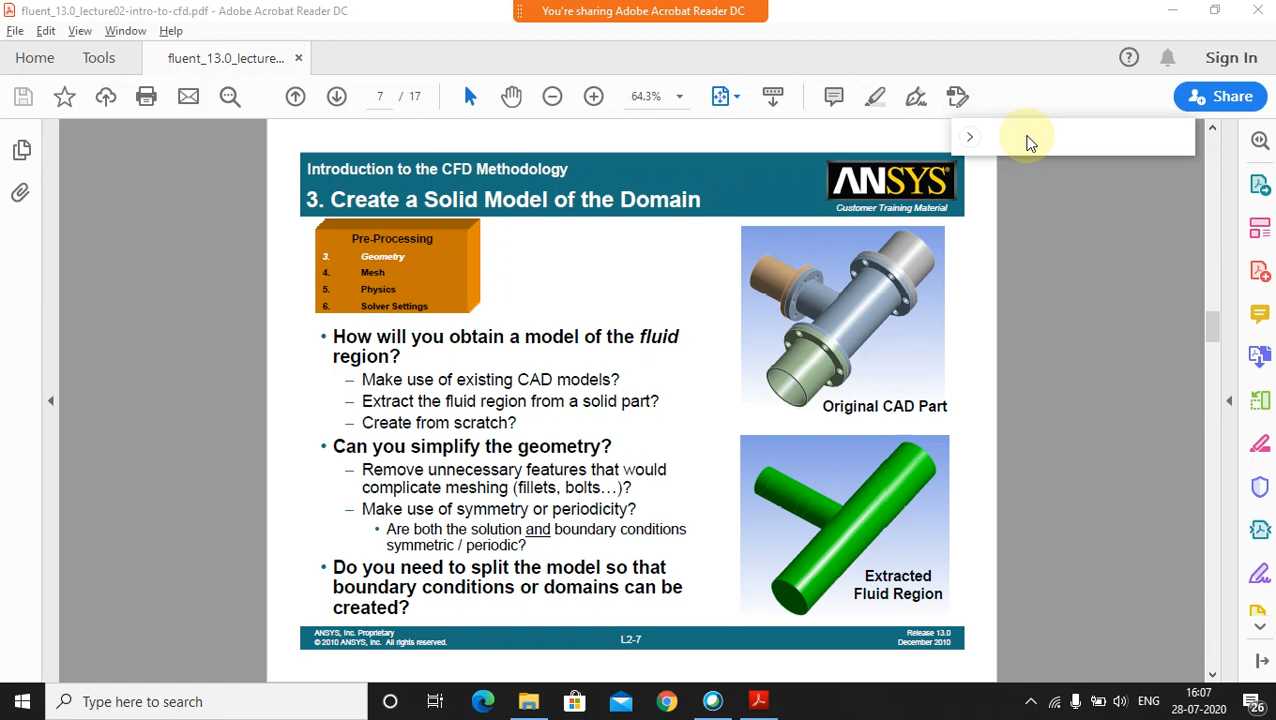 fluent_13.0_lecture02-intro-to-cfd.pdf - Adobe Acrobat Reader DC
You're sharing Adobe Acrobat Reader DC
File Edit View Window Help
Home Tools fluent_13.0_lecture... × Sign In
7 / 17 64.3% Share
Introduction to the CFD Methodology
3. Create a Solid Model of the Domain
ANSYS
Customer Training Material
Pre-Processing
3. Geometry
4. Mesh
5. Physics
6. Solver Settings
• How will you obtain a model of the fluid
region?
– Make use of existing CAD models?
– Extract the fluid region from a solid part?
– Create from scratch?
• Can you simplify the geometry?
– Remove unnecessary features that would
complicate meshing (fillets, bolts…)?
– Make use of symmetry or periodicity?
• Are both the solution and boundary conditions
symmetric / periodic?
• Do you need to split the model so that
boundary conditions or domains can be
created?
Original CAD Part
Extracted
Fluid Region
ANSYS, Inc. Proprietary
© 2010 ANSYS, Inc. All rights reserved.
L2-7
Release 13.0
December 2010
Type here to search
ENG
16:07
28-07-2020
26